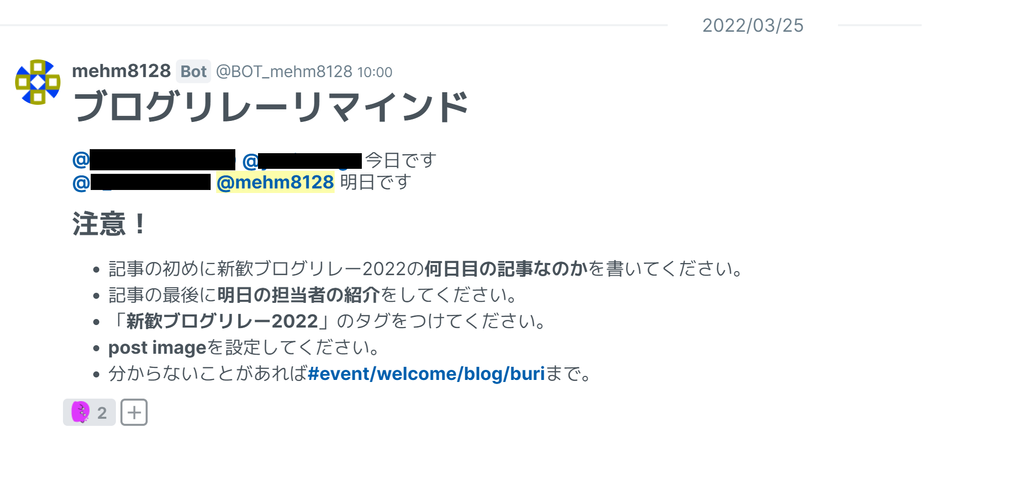 2022/03/25
mehm8128 Bot @BOT_mehm8128 10:00
ブログリレーリマインド
@ @ 今日です
@ @mehm8128 明日です
注意！
• 記事の初めに新歓ブログリレー2022の何日目の記事なのかを書いてください。
• 記事の最後に明日の担当者の紹介をしてください。
• 「新歓ブログリレー2022」のタグをつけてください。
• post imageを設定してください。
• 分からないことがあれば#event/welcome/blog/buriまで。
2